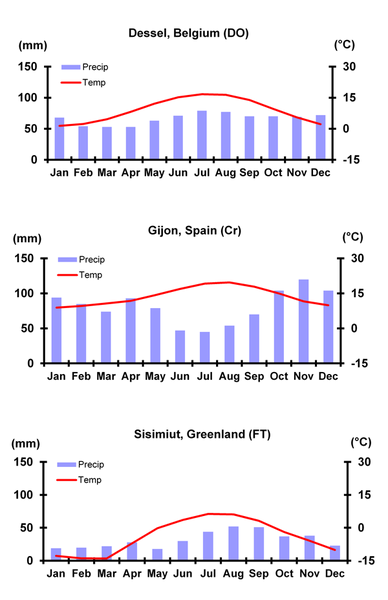 Dessel, Belgium (DO)
(mm) (°C)
150 Precip 30
Temp
100 15
50 0
0 -15
Jan Feb Mar Apr May Jun Jul Aug Sep Oct Nov Dec
Gijon, Spain (Cr)
(mm) (°C)
150 Precip 30
Temp
100 15
50 0
0 -15
Jan Feb Mar Apr May Jun Jul Aug Sep Oct Nov Dec
Sisimiut, Greenland (FT)
(mm) (°C)
150 Precip 30
Temp
100 15
50 0
0 -15
Jan Feb Mar Apr May Jun Jul Aug Sep Oct Nov Dec